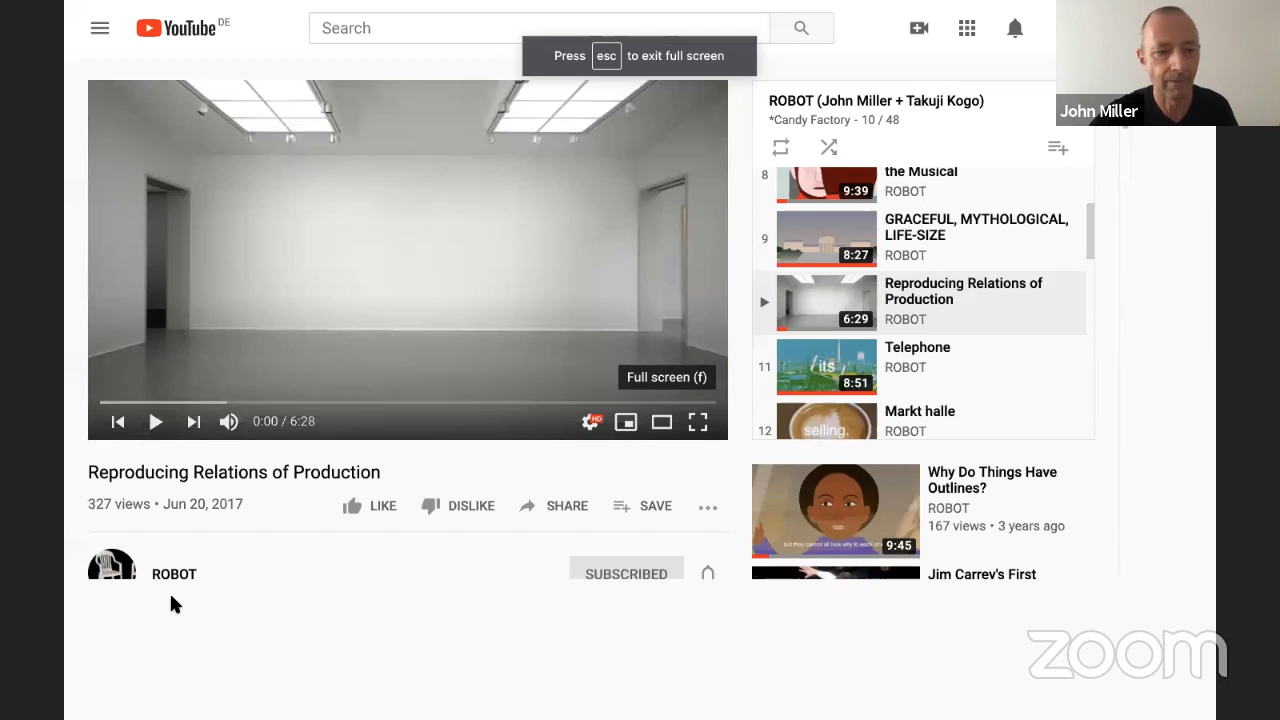 YouTube DE
Search
Press esc to exit full screen
John Miller
ROBOT (John Miller + Takuji Kogo)
*Candy Factory - 10 / 48
8
the Musical
ROBOT
9:39
9
GRACEFUL, MYTHOLOGICAL,
LIFE-SIZE
ROBOT
8:27
Reproducing Relations of
Production
ROBOT
6:29
11
Telephone
ROBOT
its
8:51
12
Markt halle
ROBOT
selling.
Full screen (f)
0:00 / 6:28
HD
Reproducing Relations of Production
327 views • Jun 20, 2017
LIKE
DISLIKE
SHARE
SAVE
ROBOT
SUBSCRIBED
Why Do Things Have
Outlines?
ROBOT
167 views • 3 years ago
9:45
Jim Carrey's First
zoom